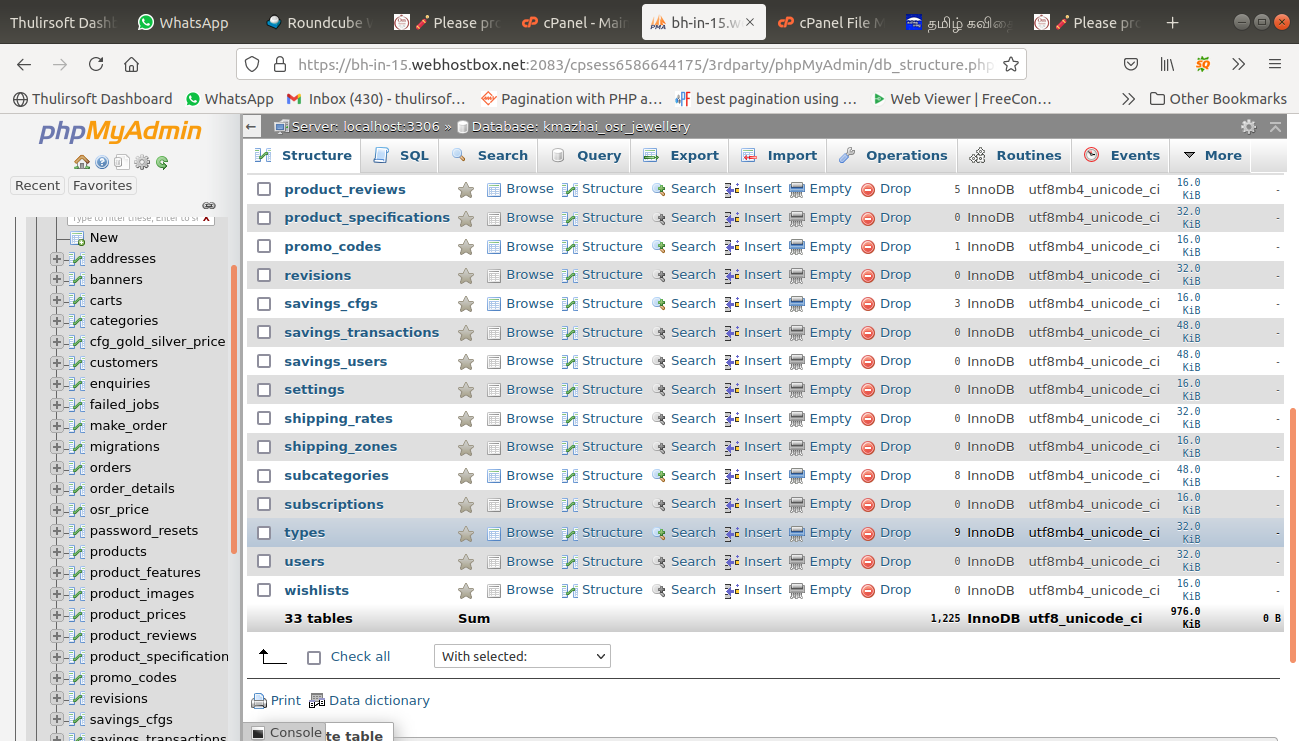 Thulirsoft Dashb
WhatsApp
Roundcube W
Please pro
cPanel - Main
bh-in-15.w
cPanel File M
தமிழ் கவிதை
Please pro
https://bh-in-15.webhostbox.net:2083/cpsess6586644175/3rdparty/phpMyAdmin/db_structure.php
Thulirsoft Dashboard
WhatsApp
Inbox (430) - thulirsof…
Pagination with PHP a…
best pagination using …
Web Viewer | FreeCon…
Other Bookmarks
phpMyAdmin
Recent
Favorites
Type to filter these, Enter to s
X
New
addresses
banners
carts
categories
cfg_gold_silver_price
customers
enquiries
failed_jobs
make_order
migrations
orders
order_details
osr_price
password_resets
products
product_features
product_images
product_prices
product_reviews
product_specification
promo_codes
revisions
savings_cfgs
savings_transactions
Server: localhost:3306 » Database: kmazhai_osr_jewellery
Structure SQL Search Query Export Import Operations Routines Events More
product_reviews Browse Structure Search Insert Empty Drop 5 InnoDB utf8mb4_unicode_ci 16.0 KiB -
product_specifications Browse Structure Search Insert Empty Drop 0 InnoDB utf8mb4_unicode_ci 32.0 KiB -
promo_codes Browse Structure Search Insert Empty Drop 1 InnoDB utf8mb4_unicode_ci 16.0 KiB -
revisions Browse Structure Search Insert Empty Drop 0 InnoDB utf8mb4_unicode_ci 32.0 KiB -
savings_cfgs Browse Structure Search Insert Empty Drop 3 InnoDB utf8mb4_unicode_ci 16.0 KiB -
savings_transactions Browse Structure Search Insert Empty Drop 0 InnoDB utf8mb4_unicode_ci 48.0 KiB -
savings_users Browse Structure Search Insert Empty Drop 0 InnoDB utf8mb4_unicode_ci 48.0 KiB -
settings Browse Structure Search Insert Empty Drop 0 InnoDB utf8mb4_unicode_ci 16.0 KiB -
shipping_rates Browse Structure Search Insert Empty Drop 0 InnoDB utf8mb4_unicode_ci 32.0 KiB -
shipping_zones Browse Structure Search Insert Empty Drop 0 InnoDB utf8mb4_unicode_ci 16.0 KiB -
subcategories Browse Structure Search Insert Empty Drop 8 InnoDB utf8mb4_unicode_ci 48.0 KiB -
subscriptions Browse Structure Search Insert Empty Drop 0 InnoDB utf8mb4_unicode_ci 16.0 KiB -
types Browse Structure Search Insert Empty Drop 9 InnoDB utf8mb4_unicode_ci 32.0 KiB -
users Browse Structure Search Insert Empty Drop 0 InnoDB utf8mb4_unicode_ci 32.0 KiB -
wishlists Browse Structure Search Insert Empty Drop 0 InnoDB utf8mb4_unicode_ci 16.0 KiB -
33 tables Sum 1,225 InnoDB utf8_unicode_ci 976.0 KiB 0 B
Check all
With selected:
Print
Data dictionary
Console
te table